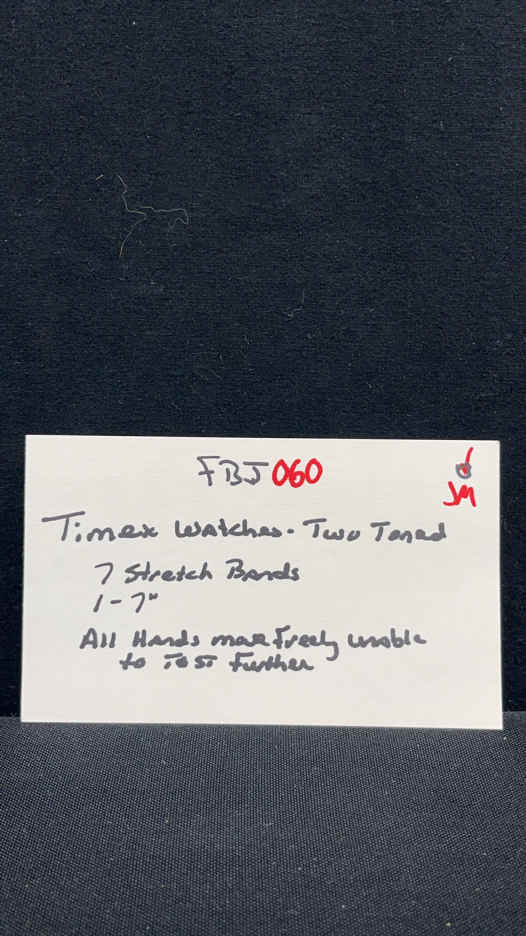 FBJ060
JM
Timex Watches - Two Toned
7 Stretch Bands
1 - 7"
All Hands move Freely unable
to Test Further